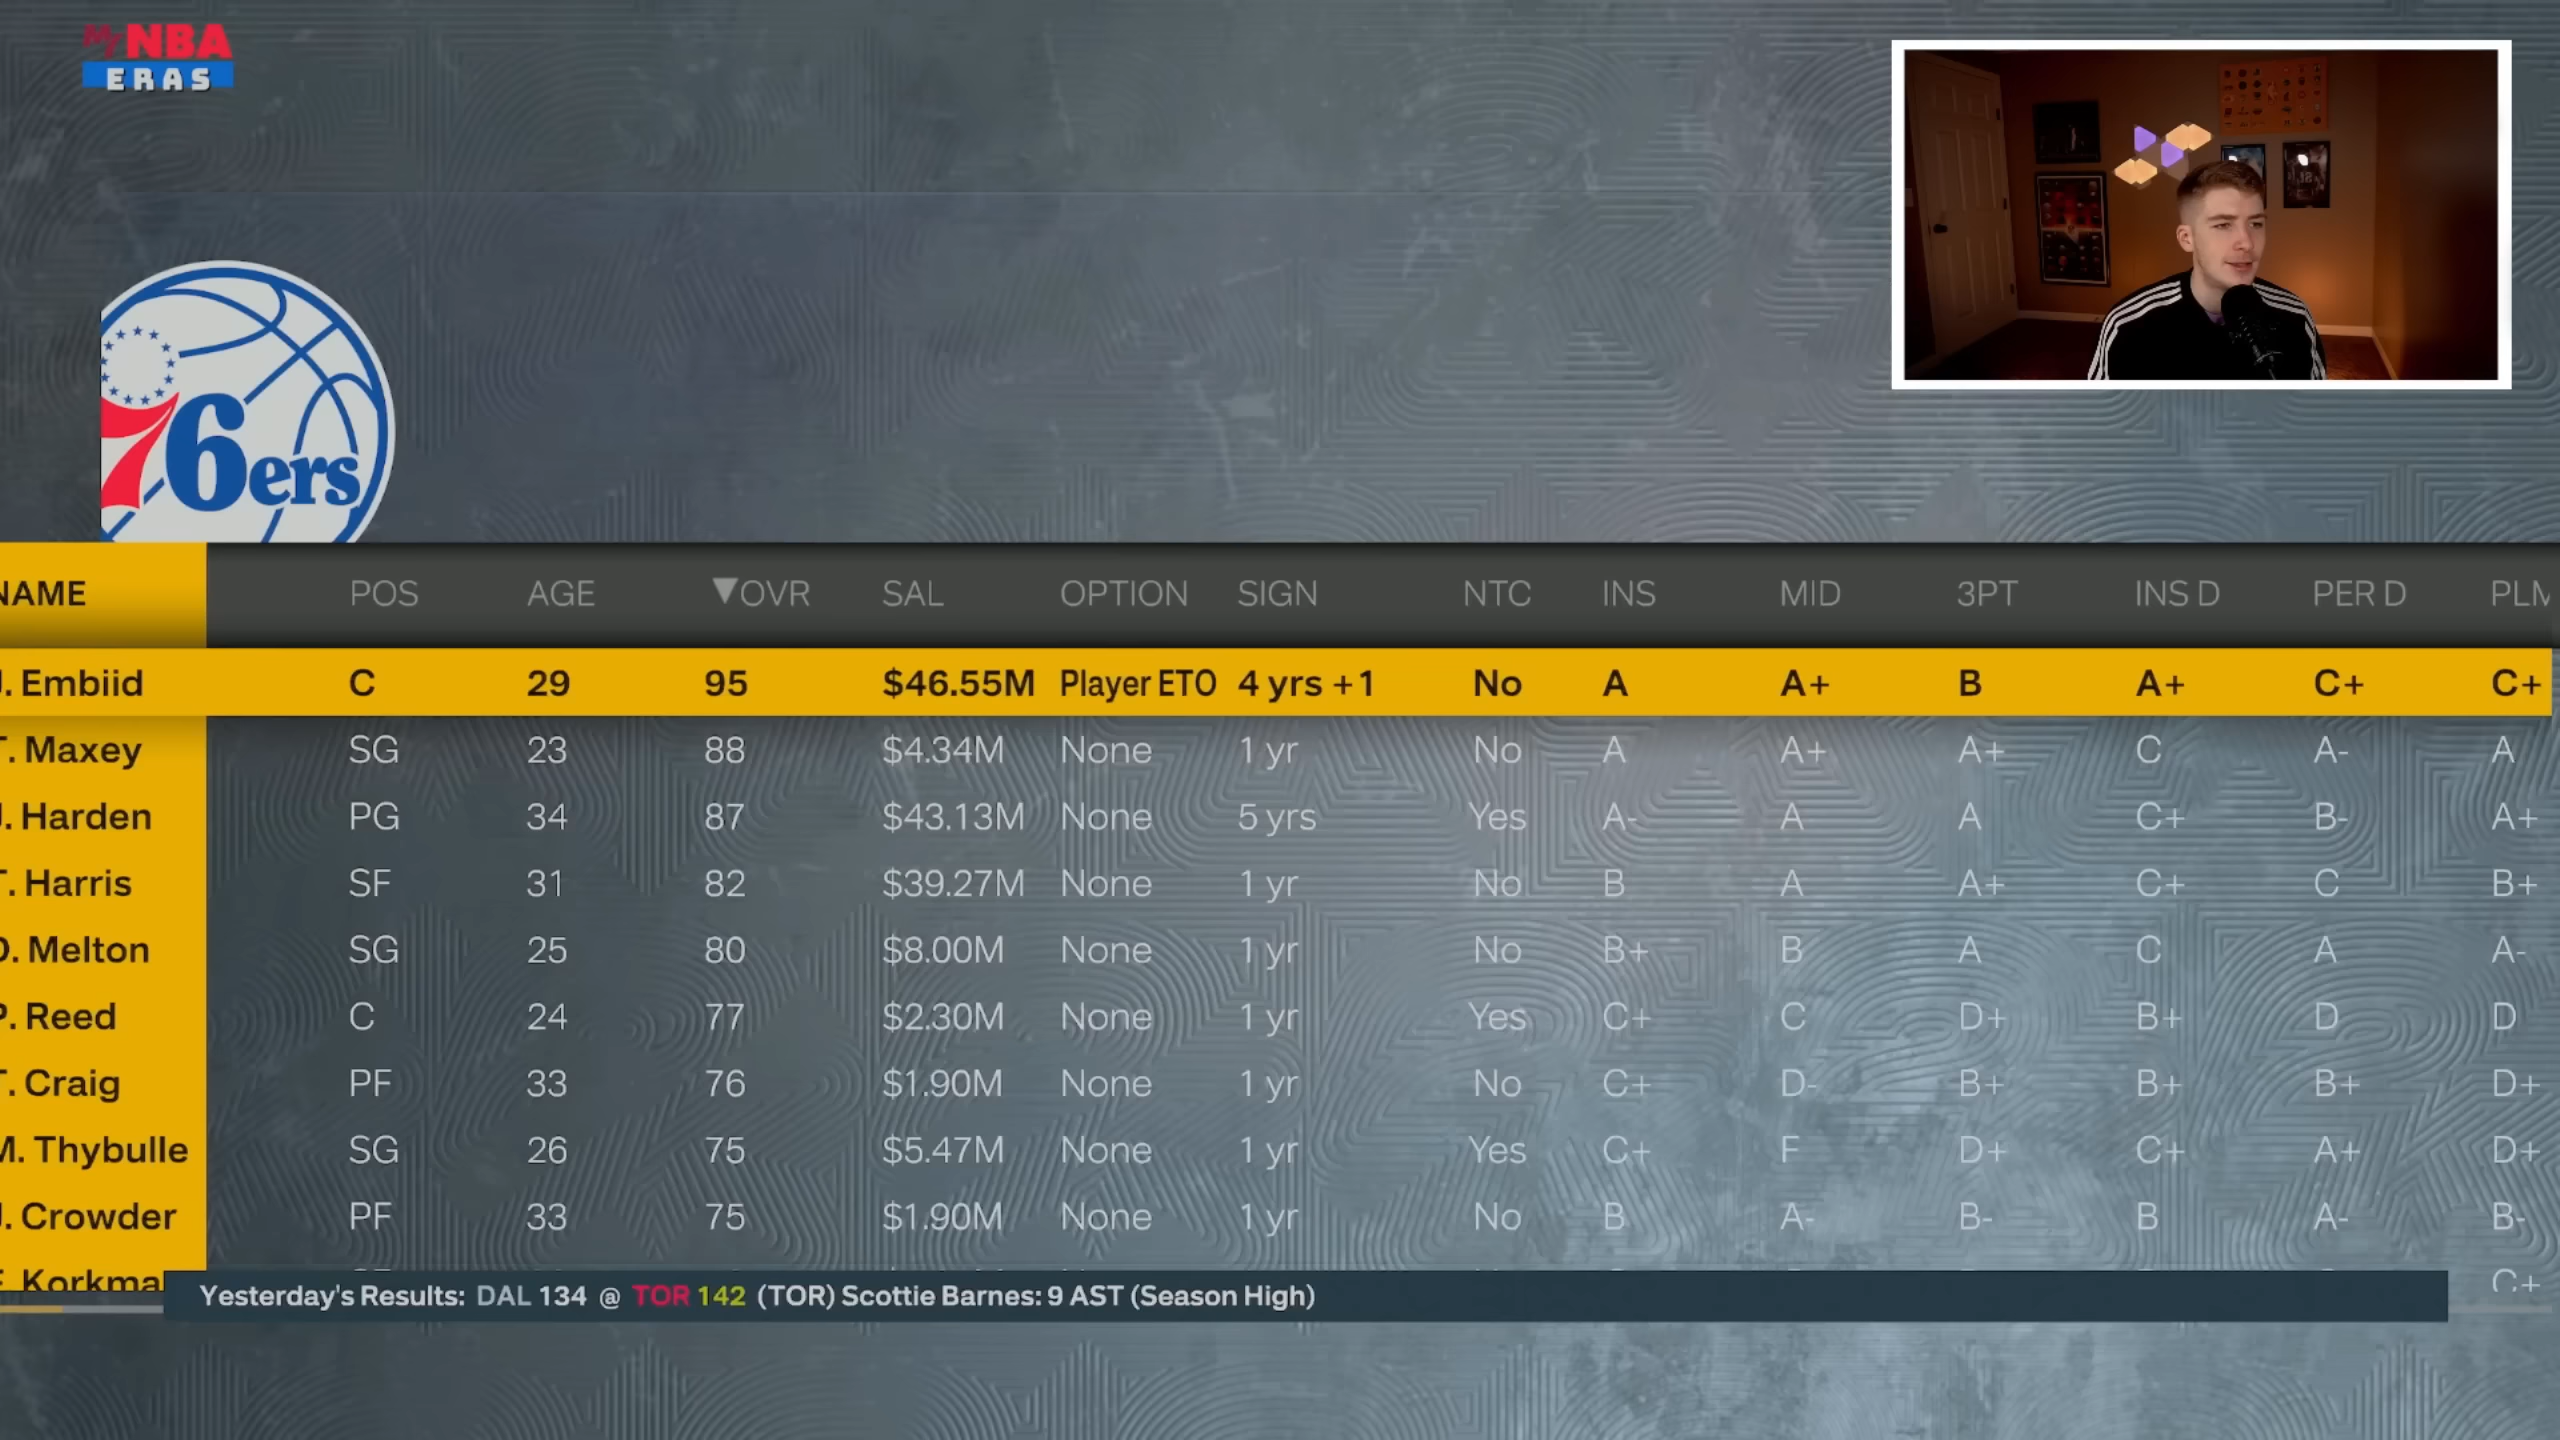 My NBA
ERAS
76ers
NAME POS AGE ▼OVR SAL OPTION SIGN NTC INS MID 3PT INS D PER D PLM
J. Embiid C 29 95 $46.55M Player ETO 4 yrs +1 No A A+ B A+ C+ C+
T. Maxey SG 23 88 $4.34M None 1 yr No A A+ A+ C A- A
J. Harden PG 34 87 $43.13M None 5 yrs Yes A- A A C+ B- A+
T. Harris SF 31 82 $39.27M None 1 yr No B A A+ C+ C B+
D. Melton SG 25 80 $8.00M None 1 yr No B+ B A C A A-
P. Reed C 24 77 $2.30M None 1 yr Yes C+ C D+ B+ D D
T. Craig PF 33 76 $1.90M None 1 yr No C+ D- B+ B+ B+ D+
M. Thybulle SG 26 75 $5.47M None 1 yr Yes C+ F D+ C+ A+ D+
J. Crowder PF 33 75 $1.90M None 1 yr No B A- B- B A- B-
F. Korkma C+
Yesterday's Results: DAL 134 @ TOR 142 (TOR) Scottie Barnes: 9 AST (Season High)